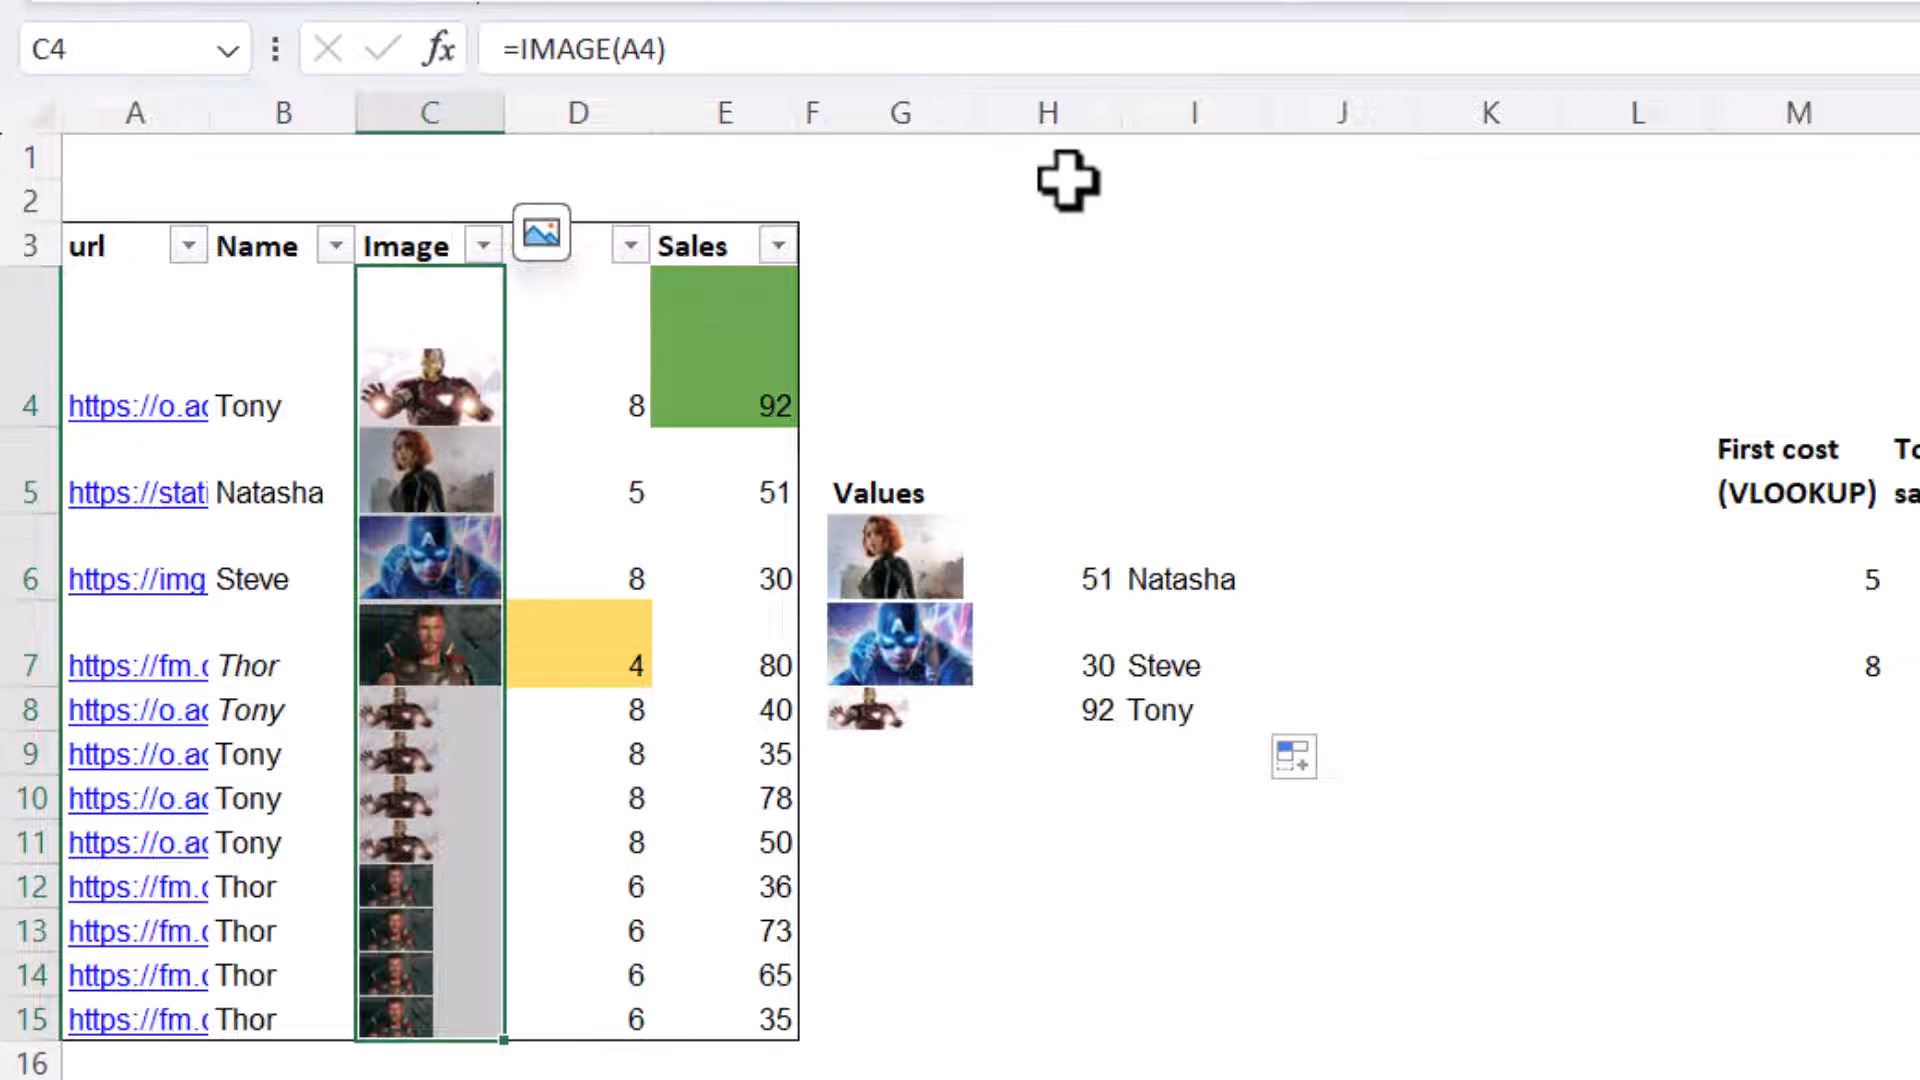 C4 fx =IMAGE(A4)
A B C D E F G H I J K L M
1
2
3 url Name Image Sales
4 https://o.ac Tony 8 92
First cost
5 https://stati Natasha 5 51 Values (VLOOKUP) sa
6 https://img Steve 8 30 51 Natasha 5
7 https://fm.c Thor 4 80 30 Steve 8
8 https://o.ac Tony 8 40 92 Tony
9 https://o.ac Tony 8 35
10 https://o.ac Tony 8 78
11 https://o.ac Tony 8 50
12 https://fm.c Thor 6 36
13 https://fm.c Thor 6 73
14 https://fm.c Thor 6 65
15 https://fm.c Thor 6 35
16